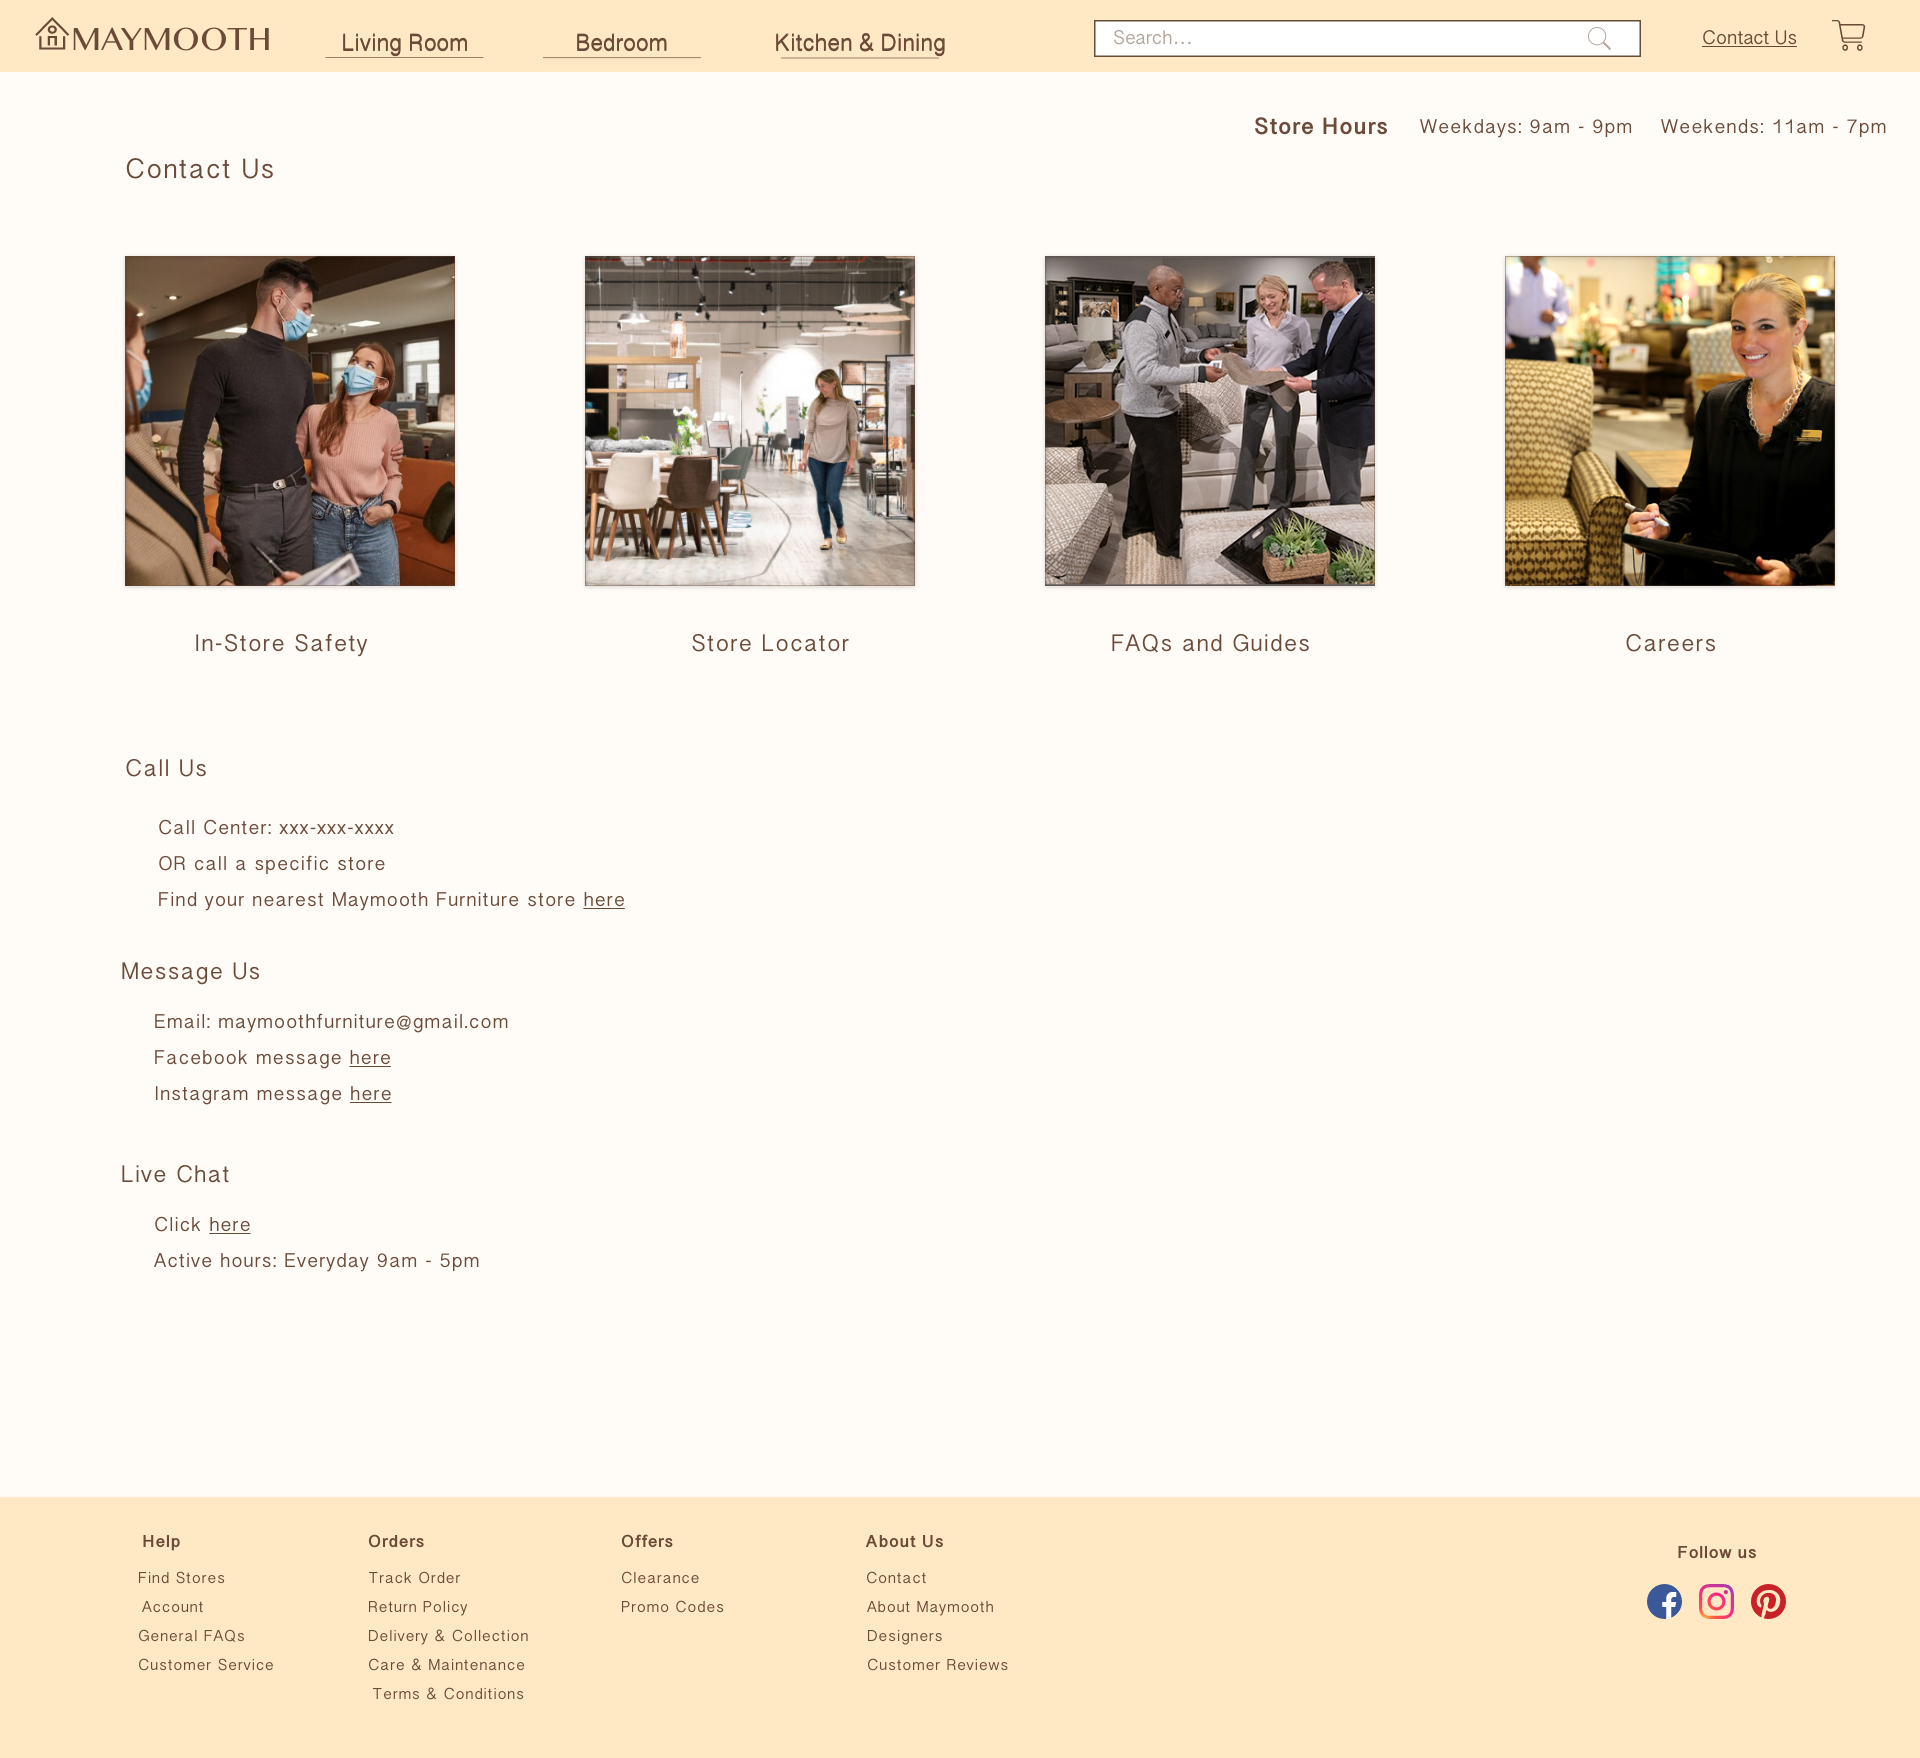 MAYMOOTH
Living Room
Bedroom
Kitchen & Dining
Search...
Contact Us
Store Hours
Weekdays: 9am - 9pm
Weekends: 11am - 7pm
Contact Us
In-Store Safety
Store Locator
FAQs and Guides
Careers
Call Us
Call Center: xxx-xxx-xxxx
OR call a specific store
Find your nearest Maymooth Furniture store here
Message Us
Email: maymoothfurniture@gmail.com
Facebook message here
Instagram message here
Live Chat
Click here
Active hours: Everyday 9am - 5pm
Help
Find Stores
Account
General FAQs
Customer Service
Orders
Track Order
Return Policy
Delivery & Collection
Care & Maintenance
Terms & Conditions
Offers
Clearance
Promo Codes
About Us
Contact
About Maymooth
Designers
Customer Reviews
Follow us